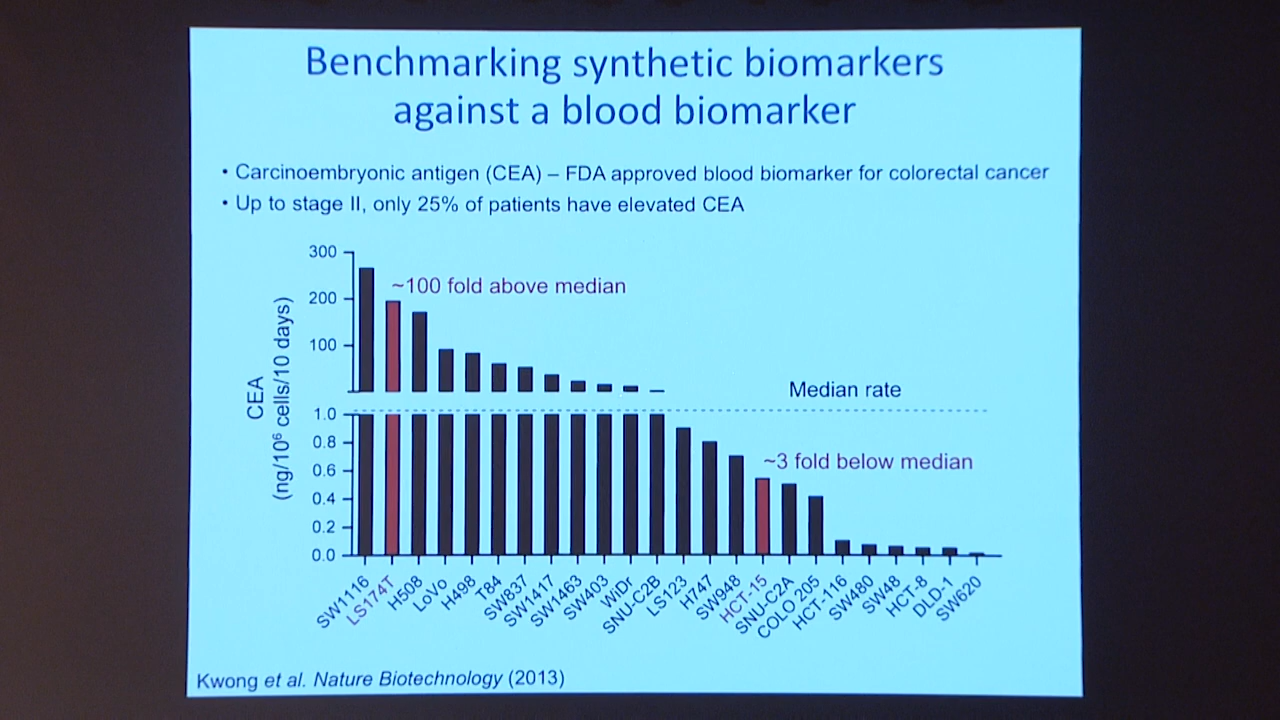 Benchmarking synthetic biomarkers
against a blood biomarker
• Carcinoembryonic antigen (CEA) – FDA approved blood biomarker for colorectal cancer
• Up to stage II, only 25% of patients have elevated CEA
300
200
100
~100 fold above median
Median rate
1.0
0.8
0.6
0.4
0.2
0.0
~3 fold below median
CEA
(ng/10⁶ cells/10 days)
SW1116
LS174T
H508
LoVo
H498
T84
SW837
SW1417
SW1463
SW403
WiDr
SNU-C2B
LS123
H747
SW948
HCT-15
SNU-C2A
COLO 205
HCT-116
SW480
SW48
HCT-8
DLD-1
SW620
Kwong et al. Nature Biotechnology (2013)